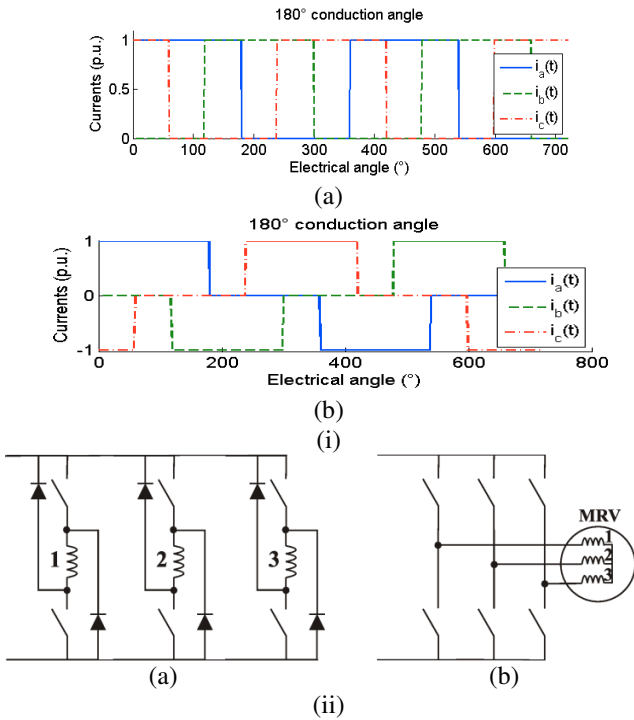 180° conduction angle
Currents (p.u.)
1
0.5
0
0 100 200 300 400 500 600 700
Electrical angle (°)
i_a(t)
i_b(t)
i_c(t)
(a)
180° conduction angle
Currents (p.u.)
1
0
-1
0 200 400 600 800
Electrical angle (°)
i_a(t)
i_b(t)
i_c(t)
(b)
(i)
1 2 3
(a)
MRV
1
2
3
(b)
(ii)